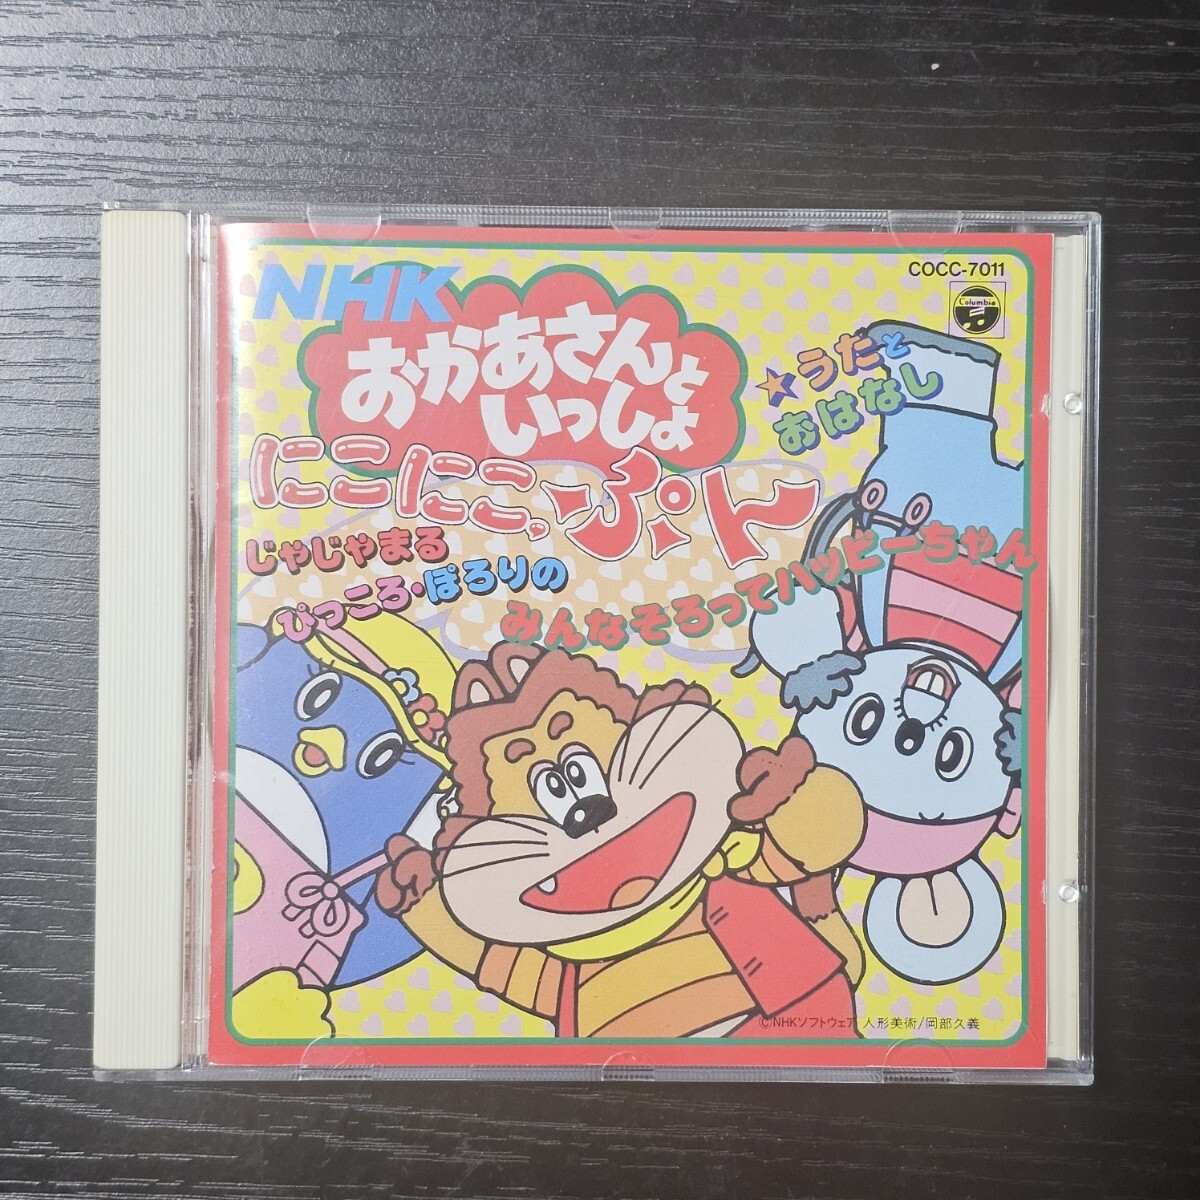 COCC-7011
Columbia
NHK
おかあさんと
いっしょ
★うたと
おはなし
にこにこ、ぷん
じゃじゃまる
ぴっころ・ぽろりの
みんなそろってハッピーちゃん
©NHKソフトウェア 人形美術/岡部久義